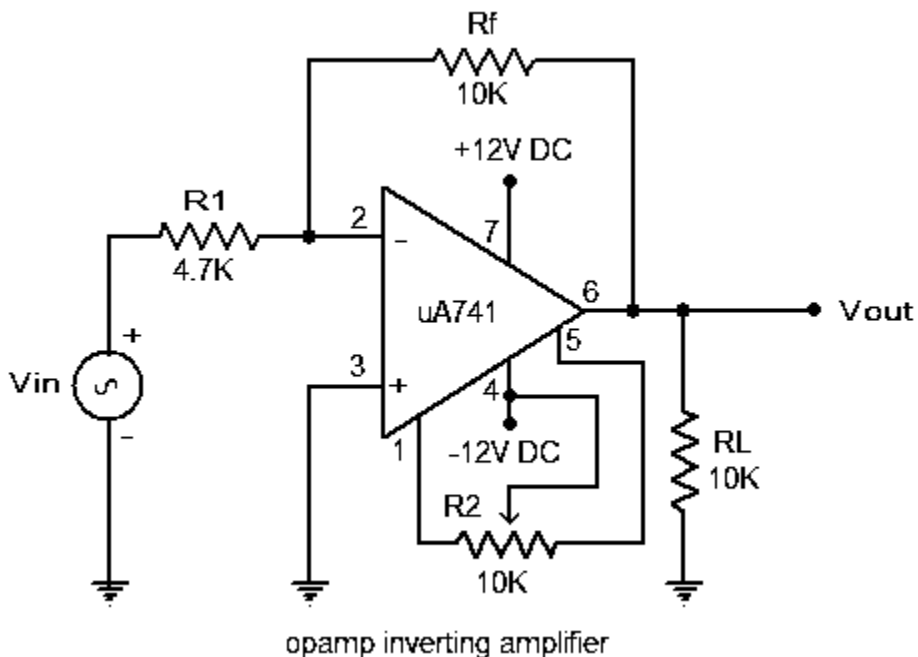 Rf
10K
+12V DC
R1
2
7
-
4.7K
6
uA741
Vout
5
+
3
4
Vin
+
-
1
-12V DC
RL
R2
10K
10K
opamp inverting amplifier